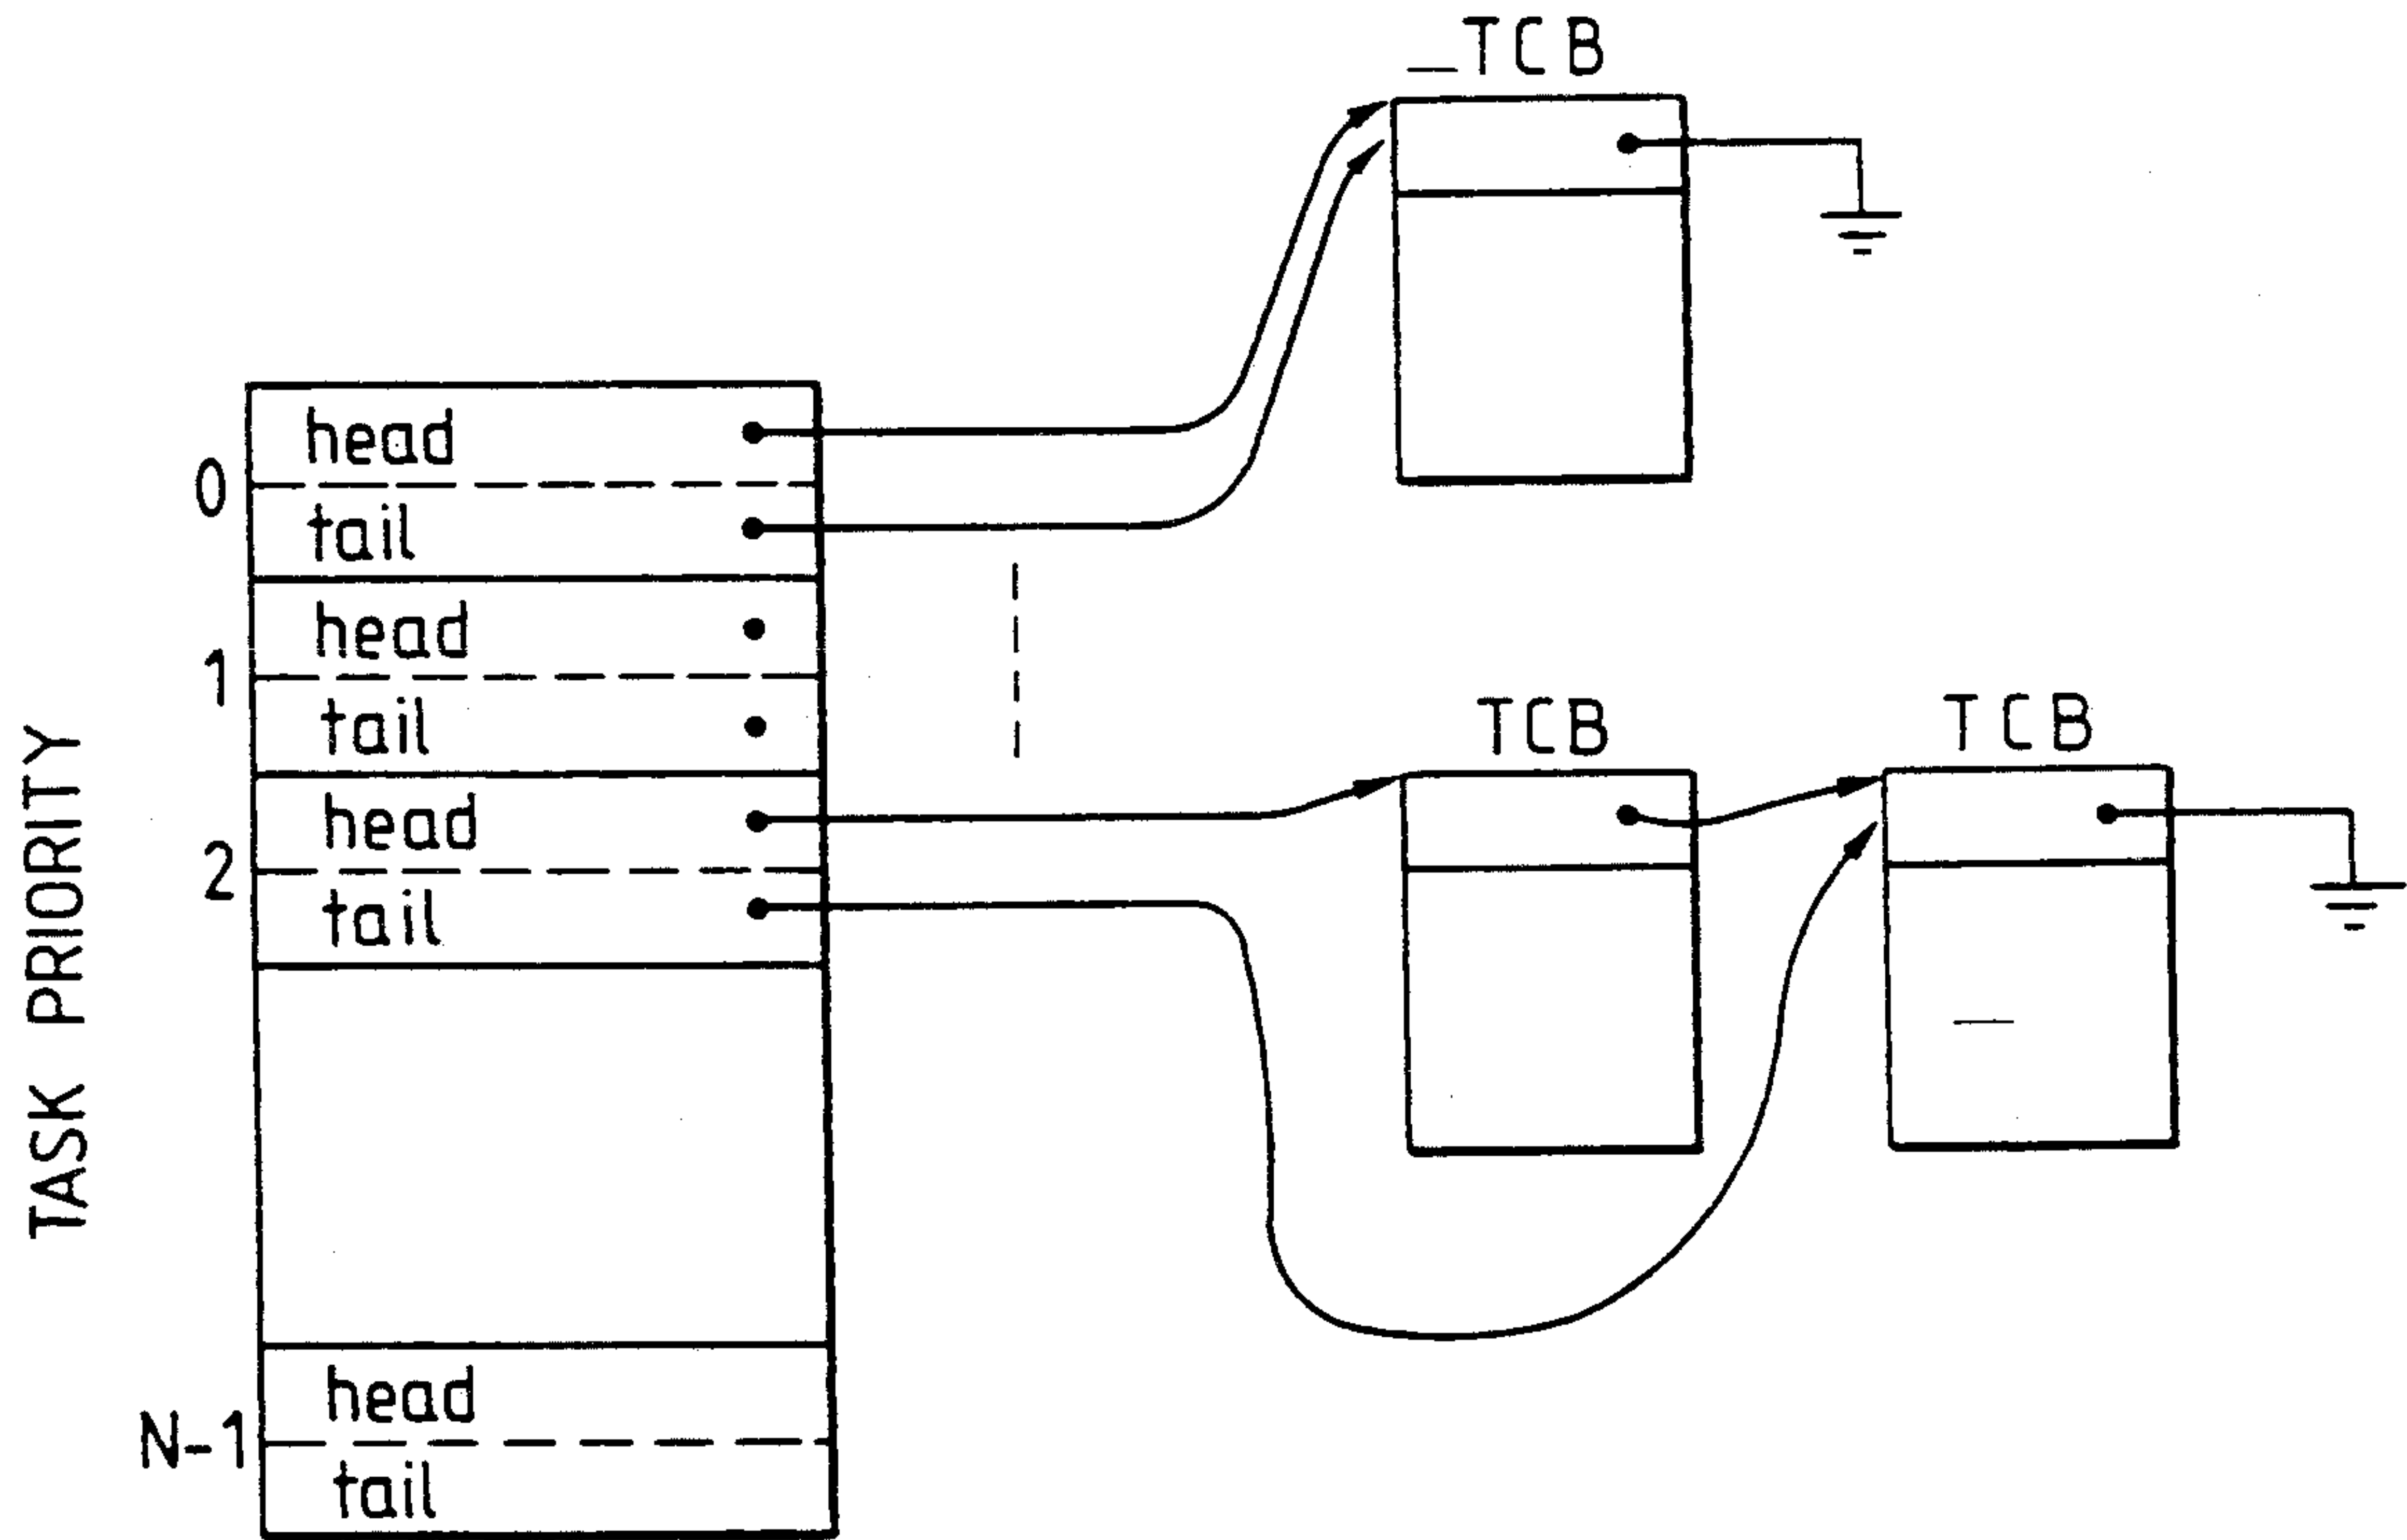 TCB
head
0
tail
head
1
tail
TCB
TCB
head
2
tail
TASK PRIORITY
head
N-1
tail